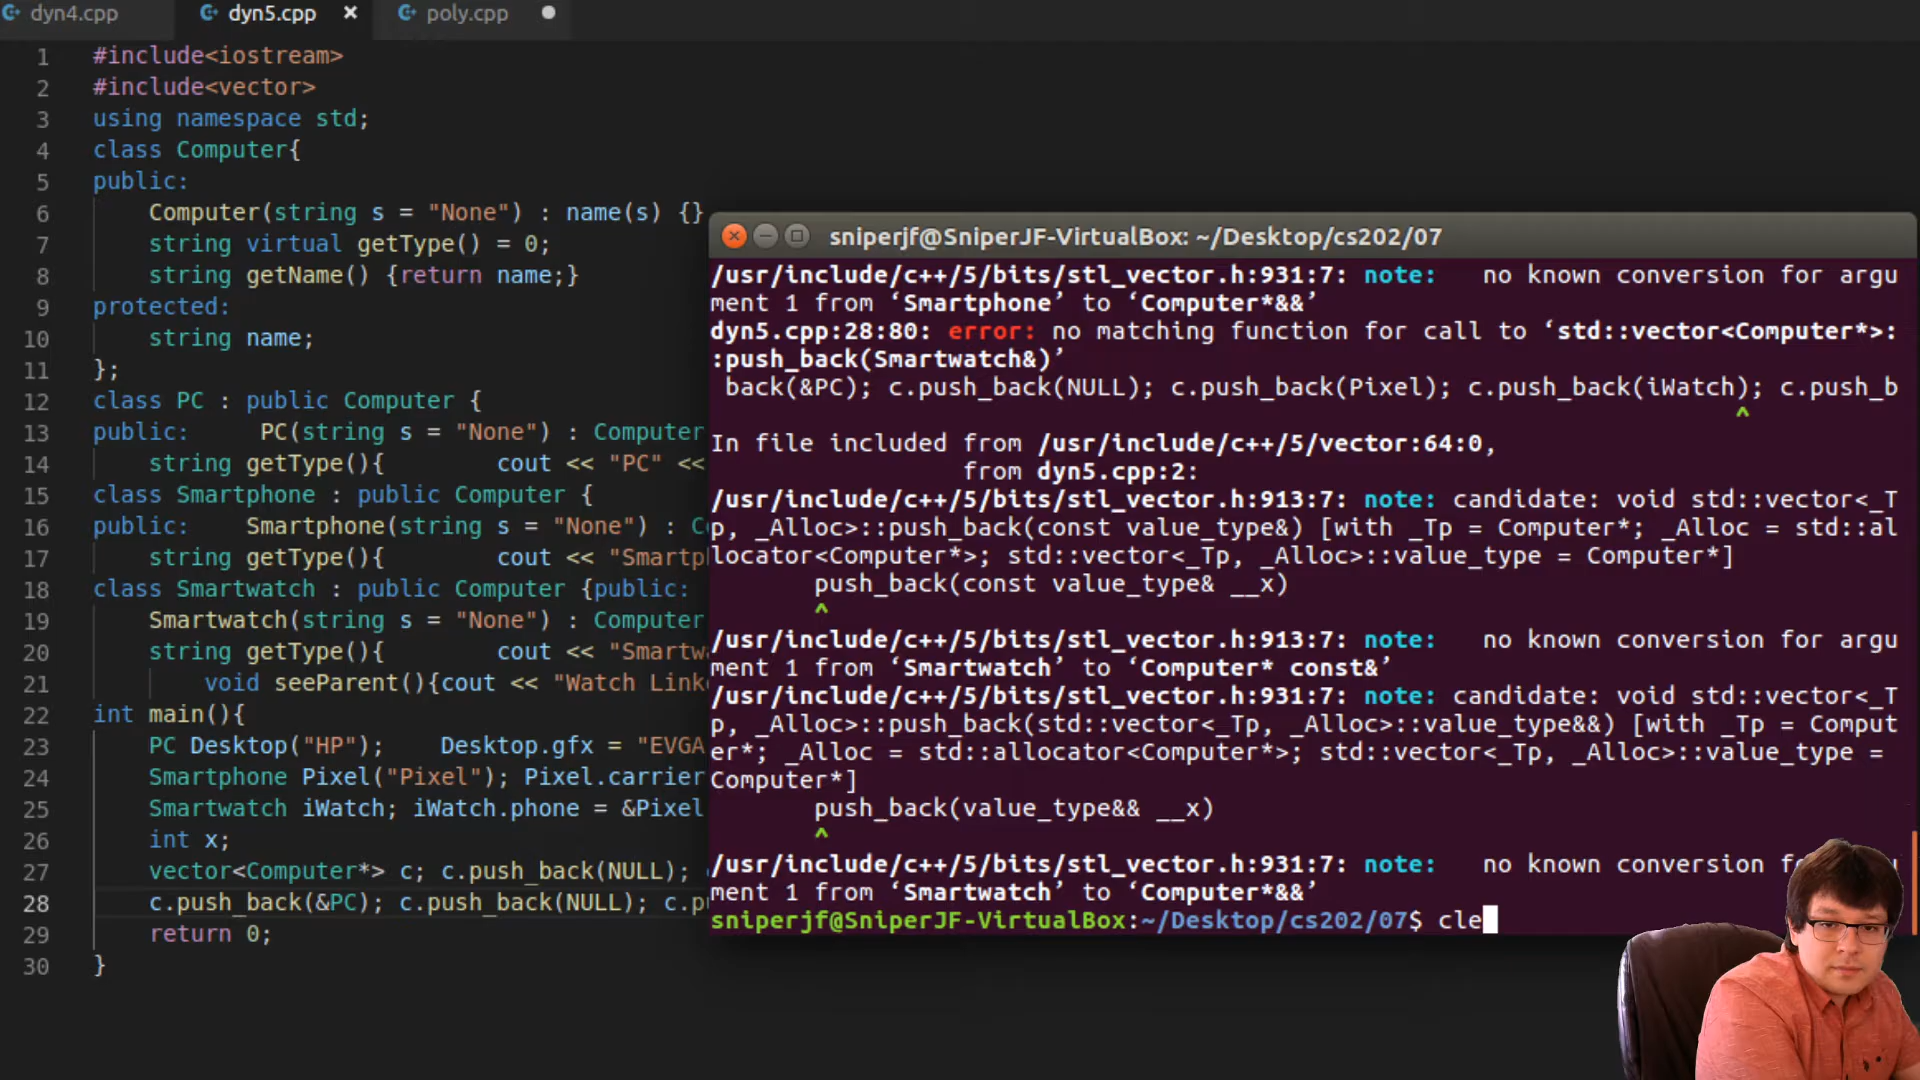 dyn4.cpp dyn5.cpp × poly.cpp
1 #include<iostream>
2 #include<vector>
3 using namespace std;
4 class Computer{
5 public:
6 Computer(string s = "None") : name(s) {}
7 string virtual getType() = 0;
8 string getName() {return name;}
9 protected:
10 string name;
11 };
12 class PC : public Computer {
13 public: PC(string s = "None") : Computer
14 string getType(){ cout << "PC" <<
15 class Smartphone : public Computer {
16 public: Smartphone(string s = "None") : C
17 string getType(){ cout << "Smartp
18 class Smartwatch : public Computer {public:
19 Smartwatch(string s = "None") : Computer
20 string getType(){ cout << "Smartw
21 void seeParent(){cout << "Watch Link
22 int main(){
23 PC Desktop("HP"); Desktop.gfx = "EVGA
24 Smartphone Pixel("Pixel"); Pixel.carrier
25 Smartwatch iWatch; iWatch.phone = &Pixel
26 int x;
27 vector<Computer*> c; c.push_back(NULL);
28 c.push_back(&PC); c.push_back(NULL); c.p
29 return 0;
30 }
sniperjf@SniperJF-VirtualBox: ~/Desktop/cs202/07
/usr/include/c++/5/bits/stl_vector.h:931:7: note:   no known conversion for argu
ment 1 from ‘Smartphone’ to ‘Computer*&&’
dyn5.cpp:28:80: error: no matching function for call to ‘std::vector<Computer*>:
:push_back(Smartwatch&)’
back(&PC); c.push_back(NULL); c.push_back(Pixel); c.push_back(iWatch); c.push_b
^
In file included from /usr/include/c++/5/vector:64:0,
from dyn5.cpp:2:
/usr/include/c++/5/bits/stl_vector.h:913:7: note: candidate: void std::vector<_T
p, _Alloc>::push_back(const value_type&) [with _Tp = Computer*; _Alloc = std::al
locator<Computer*>; std::vector<_Tp, _Alloc>::value_type = Computer*]
push_back(const value_type& __x)
^
/usr/include/c++/5/bits/stl_vector.h:913:7: note:   no known conversion for argu
ment 1 from ‘Smartwatch’ to ‘Computer* const&’
/usr/include/c++/5/bits/stl_vector.h:931:7: note: candidate: void std::vector<_T
p, _Alloc>::push_back(std::vector<_Tp, _Alloc>::value_type&&) [with _Tp = Comput
er*; _Alloc = std::allocator<Computer*>; std::vector<_Tp, _Alloc>::value_type =
Computer*]
push_back(value_type&& __x)
^
/usr/include/c++/5/bits/stl_vector.h:931:7: note:   no known conversion f argu
ment 1 from ‘Smartwatch’ to ‘Computer*&&’
sniperjf@SniperJF-VirtualBox:~/Desktop/cs202/07$ cle